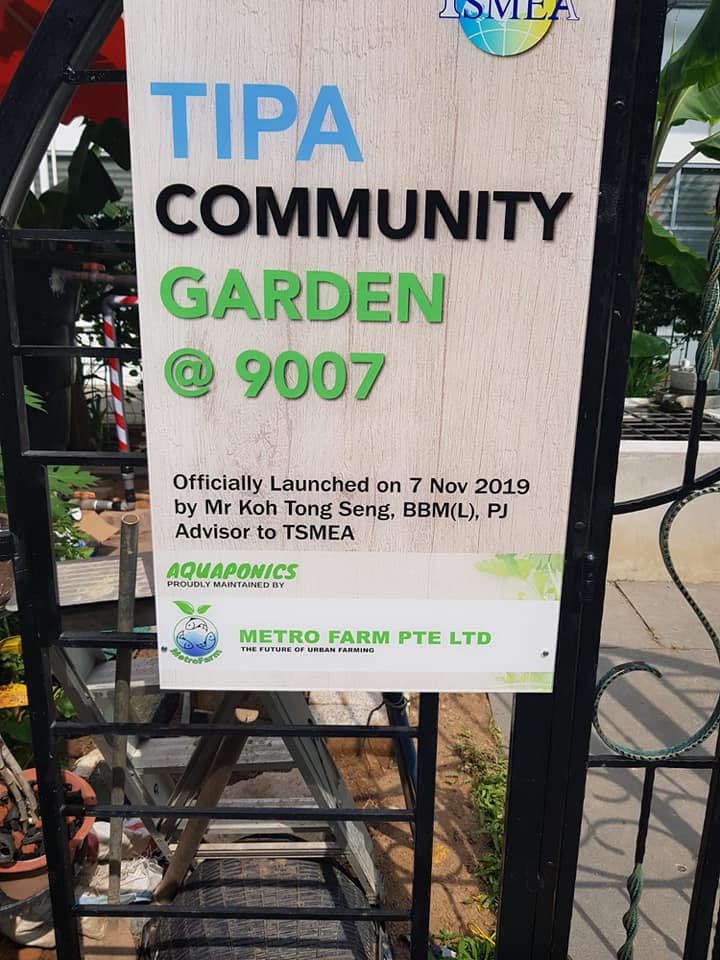 TSMEA
TIPA
COMMUNITY
GARDEN
@ 9007
Officially Launched on 7 Nov 2019
by Mr Koh Tong Seng, BBM(L), PJ
Advisor to TSMEA
AQUAPONICS
PROUDLY MAINTAINED BY
MetroFarm
METRO FARM PTE LTD
THE FUTURE OF URBAN FARMING